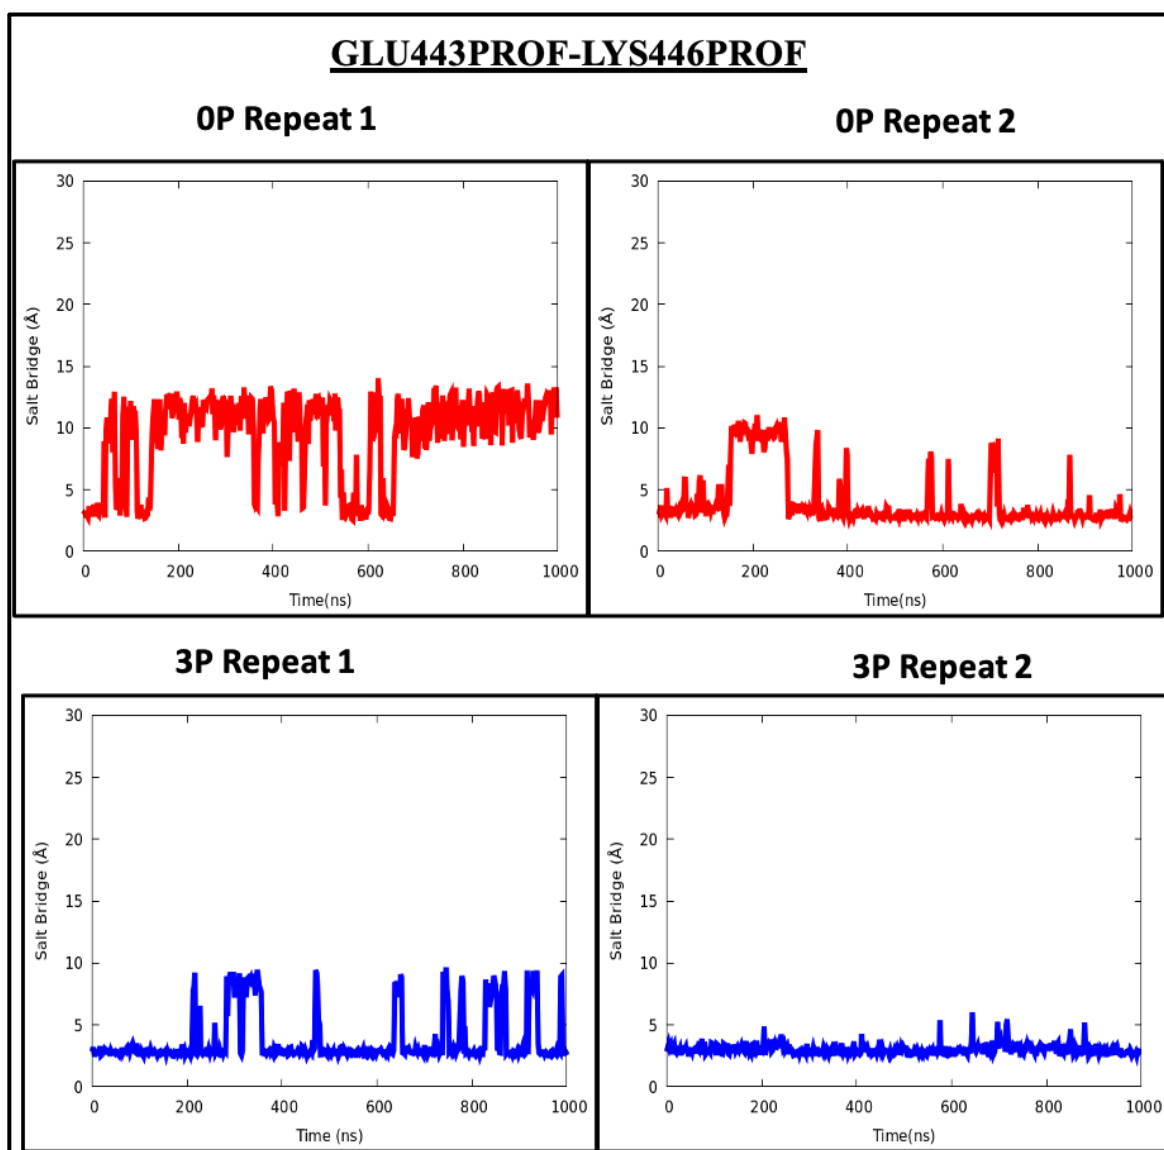 GLU443PROF-LYS446PROF
0P Repeat 1
0P Repeat 2
30
25
20
15
10
5
0
Salt Bridge (Å)
0 200 400 600 800 1000
Time(ns)
30
25
20
15
10
5
0
Salt Bridge (Å)
0 200 400 600 800 1000
Time(ns)
3P Repeat 1
3P Repeat 2
30
25
20
15
10
5
0
Salt Bridge (Å)
0 200 400 600 800 1000
Time (ns)
30
25
20
15
10
5
0
Salt Bridge (Å)
0 200 400 600 800 1000
Time(ns)